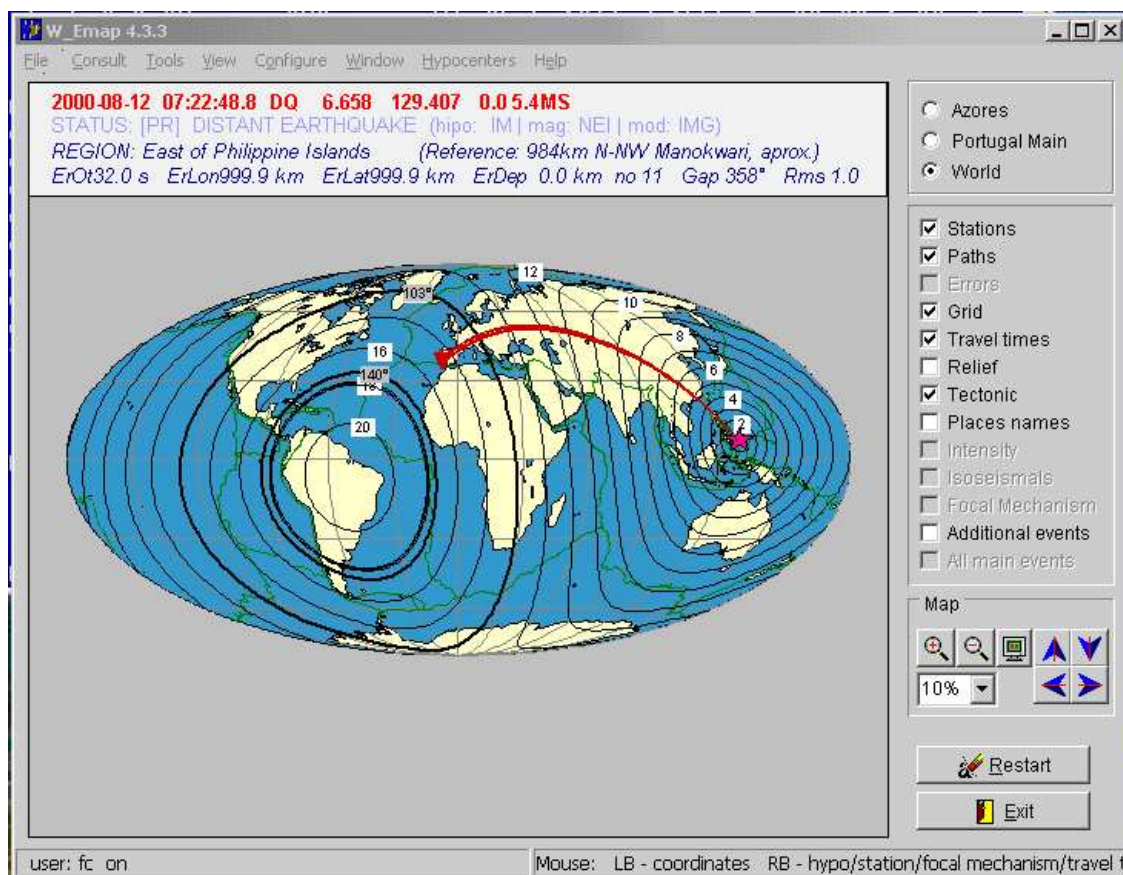 W_Emap 4.3.3
File Consult Tools View Configure Window Hypocenters Help
2000-08-12 07:22:48.8 DQ 6.658 129.407 0.0 5.4MS
STATUS: [PR] DISTANT EARTHQUAKE (hipo: IM | mag: NEI | mod: IMG)
REGION: East of Philippine Islands (Reference: 984km N-NW Manokwari, aprox.)
ErOt32.0 s ErLon999.9 km ErLat999.9 km ErDep 0.0 km no 11 Gap 358° Rms 1.0
Azores
Portugal Main
World
Stations
Paths
Errors
Grid
Travel times
Relief
Tectonic
Places names
Intensity
Isoseismals
Focal Mechanism
Additional events
All main events
12
103°
10
8
16
6
140°
4
20
2
Map
10%
Restart
Exit
user: fc on
Mouse: LB - coordinates RB - hypo/station/focal mechanism/travel t